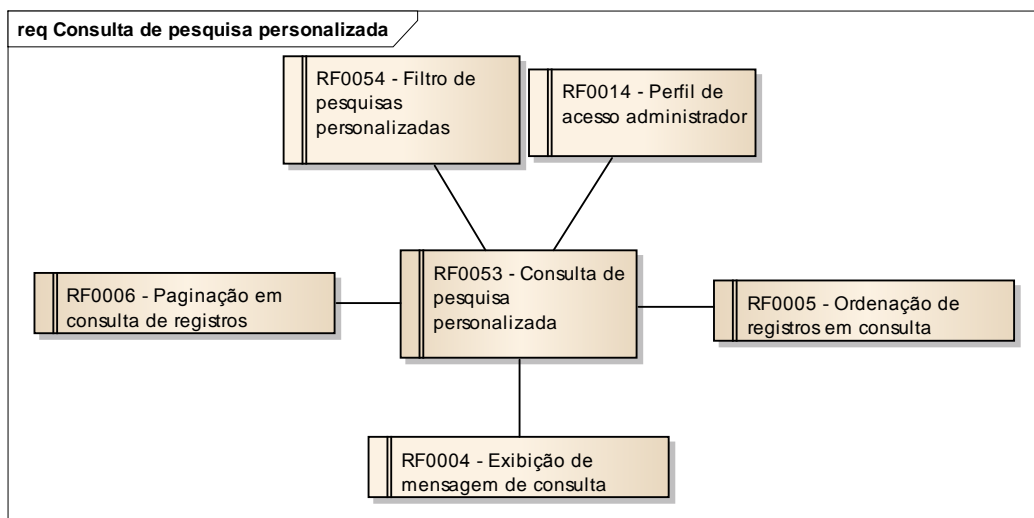 req Consulta de pesquisa personalizada
RF0054 - Filtro de
pesquisas
personalizadas
RF0014 - Perfil de
acesso administrador
RF0053 - Consulta de
pesquisa
personalizada
RF0006 - Paginação em
consulta de registros
RF0005 - Ordenação de
registros em consulta
RF0004 - Exibição de
mensagem de consulta